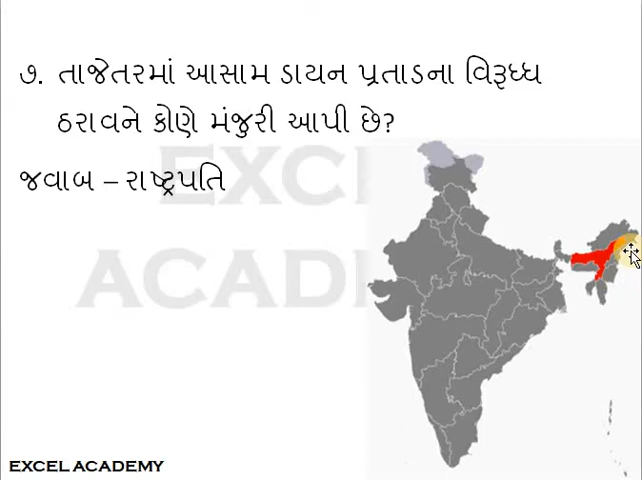 ૭. તાજેતરમાં આસામ ડાયન પ્રતાડના વિરૂધ્ધ
ઠરાવને કોણે મંજુરી આપી છે?
જવાબ – રાષ્ટ્રપતિ
EXCEL
ACADEMY
EXCEL ACADEMY